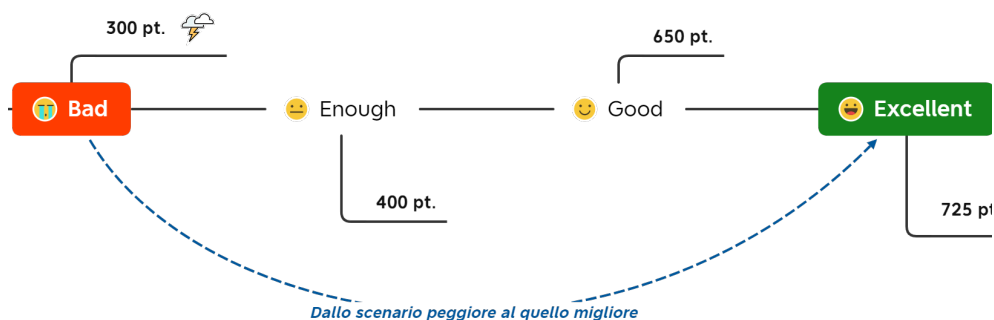 300 pt.
650 pt.
Bad
Enough
Good
Excellent
400 pt.
725 pt
Dallo scenario peggiore al quello migliore